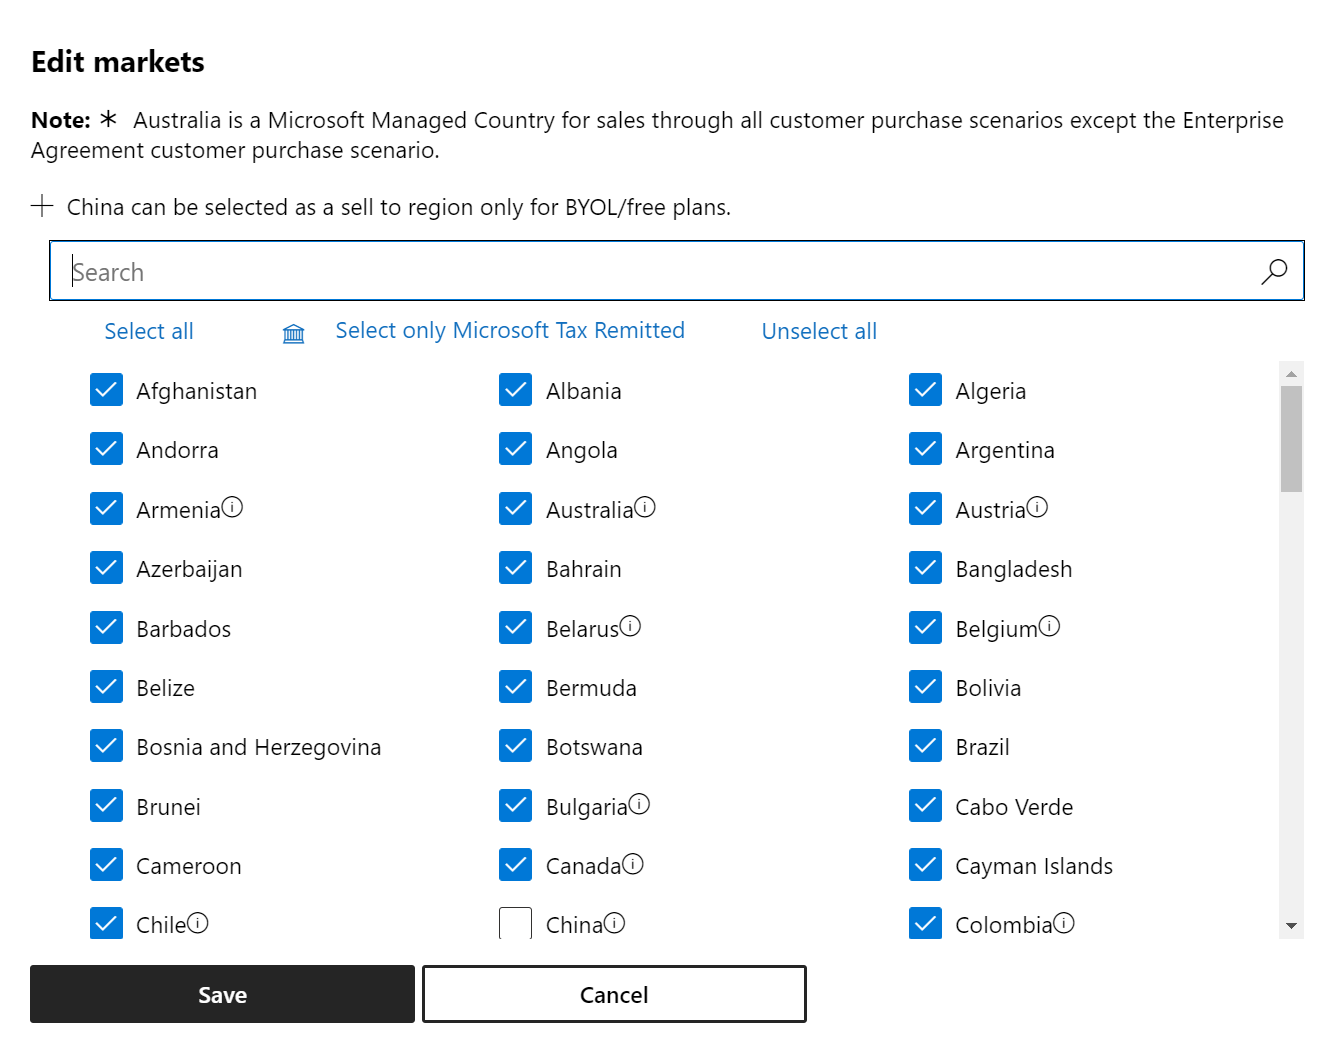 Edit markets
Note: * Australia is a Microsoft Managed Country for sales through all customer purchase scenarios except the Enterprise
Agreement customer purchase scenario.
+ China can be selected as a sell to region only for BYOL/free plans.
Search
Select all Select only Microsoft Tax Remitted Unselect all
Afghanistan Albania Algeria
Andorra Angola Argentina
Armenia Australia Austria
Azerbaijan Bahrain Bangladesh
Barbados Belarus Belgium
Belize Bermuda Bolivia
Bosnia and Herzegovina Botswana Brazil
Brunei Bulgaria Cabo Verde
Cameroon Canada Cayman Islands
Chile China Colombia
Save Cancel